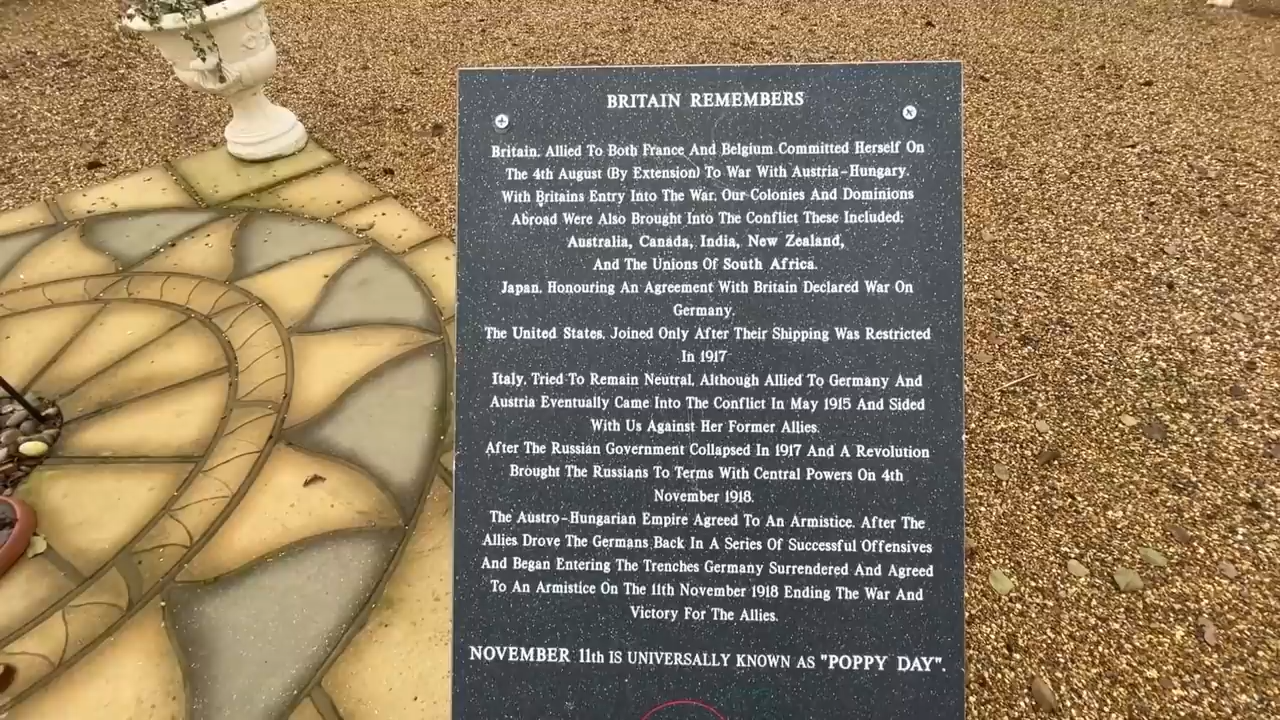 BRITAIN REMEMBERS
Britain. Allied To Both France And Belgium Committed Herself On
The 4th August (By Extension) To War With Austria-Hungary.
With Britains Entry Into The War. Our Colonies And Dominions
Abroad Were Also Brought Into The Conflict These Included;
Australia, Canada, India, New Zealand,
And The Unions Of South Africa.
Japan. Honouring An Agreement With Britain Declared War On
Germany.
The United States. Joined Only After Their Shipping Was Restricted
In 1917
Italy. Tried To Remain Neutral. Although Allied To Germany And
Austria Eventually Came Into The Conflict In May 1915 And Sided
With Us Against Her Former Allies.
After The Russian Government Collapsed In 1917 And A Revolution
Brought The Russians To Terms With Central Powers On 4th
November 1918.
The Austro-Hungarian Empire Agreed To An Armistice. After The
Allies Drove The Germans Back In A Series Of Successful Offensives
And Began Entering The Trenches Germany Surrendered And Agreed
To An Armistice On The 11th November 1918 Ending The War And
Victory For The Allies.
NOVEMBER 11th IS UNIVERSALLY KNOWN AS "POPPY DAY".